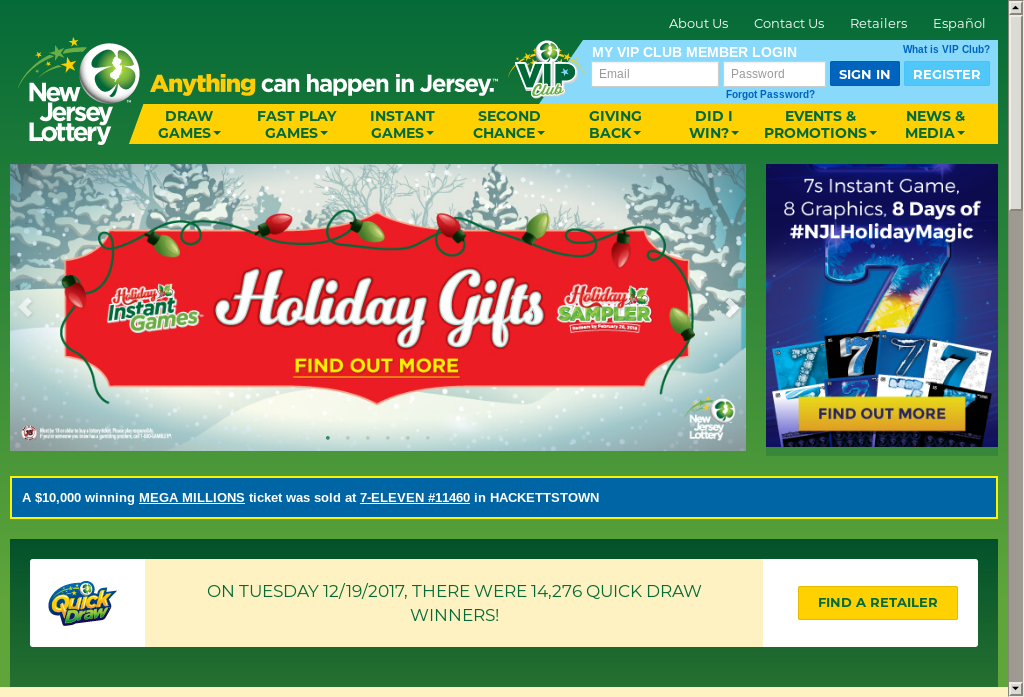 About Us Contact Us Retailers Español
MY VIP CLUB MEMBER LOGIN What is VIP Club?
Email Password SIGN IN REGISTER
Forgot Password?
New Jersey Lottery
Anything can happen in Jersey.
VIP Club
DRAW GAMES
FAST PLAY GAMES
INSTANT GAMES
SECOND CHANCE
GIVING BACK
DID I WIN?
EVENTS & PROMOTIONS
NEWS & MEDIA
Holiday Instant Games
Holiday Gifts
Holiday SAMPLER
Redeem by February 28, 2018
FIND OUT MORE
New Jersey Lottery
7s Instant Game,
8 Graphics, 8 Days of
#NJLHolidayMagic
7
FIND OUT MORE
A $10,000 winning MEGA MILLIONS ticket was sold at 7-ELEVEN #11460 in HACKETTSTOWN
Quick Draw
ON TUESDAY 12/19/2017, THERE WERE 14,276 QUICK DRAW
WINNERS!
FIND A RETAILER